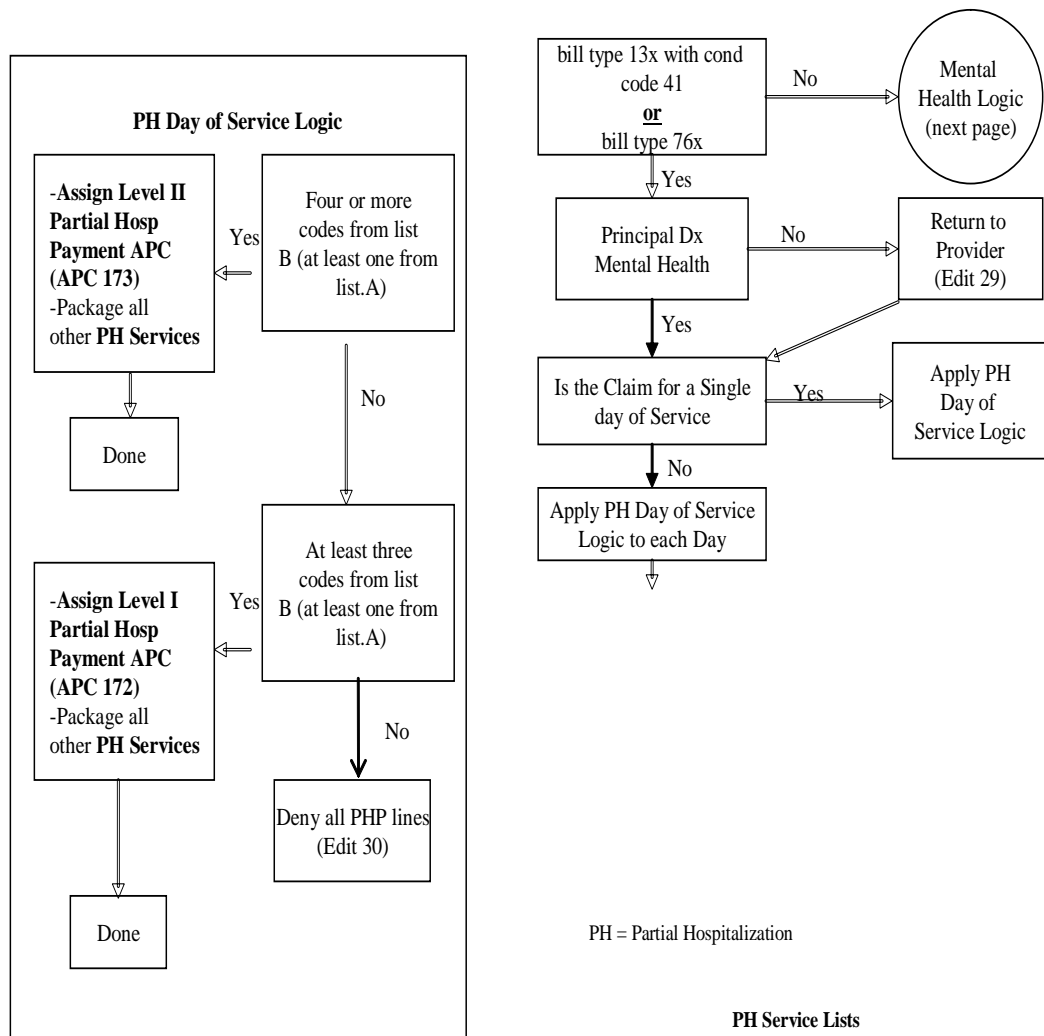 PH Day of Service Logic
-Assign Level II
Partial Hosp
Payment APC
(APC 173)
-Package all
other PH Services
Yes
Four or more
codes from list
B (at least one from
list.A)
No
Done
-Assign Level I
Partial Hosp
Payment APC
(APC 172)
-Package all
other PH Services
Yes
At least three
codes from list
B (at least one from
list.A)
No
Deny all PHP lines
(Edit 30)
Done
bill type 13x with cond
code 41
or
bill type 76x
No
Mental
Health Logic
(next page)
Yes
Principal Dx
Mental Health
No
Return to
Provider
(Edit 29)
Yes
Is the Claim for a Single
day of Service
Yes
Apply PH
Day of
Service Logic
No
Apply PH Day of Service
Logic to each Day
PH = Partial Hospitalization
PH Service Lists